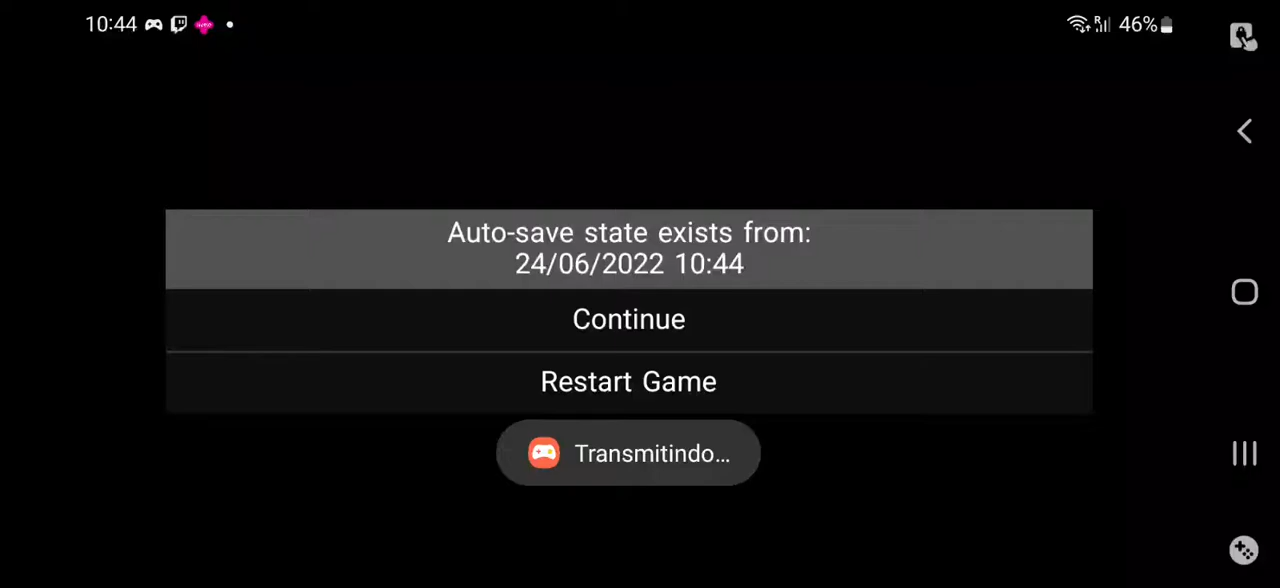 10:44
46%
Auto-save state exists from:
24/06/2022 10:44
Continue
Restart Game
Transmitindo...